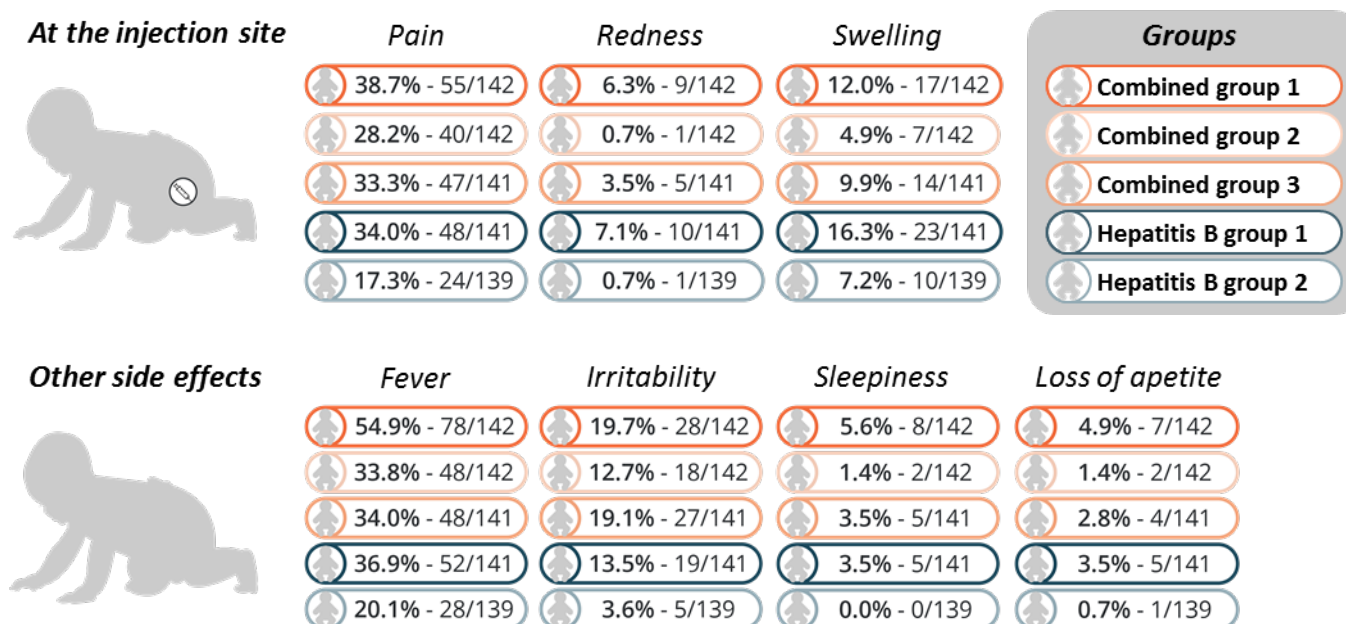 At the injection site
Pain
Redness
Swelling
Groups
38.7% - 55/142
6.3% - 9/142
12.0% - 17/142
Combined group 1
28.2% - 40/142
0.7% - 1/142
4.9% - 7/142
Combined group 2
33.3% - 47/141
3.5% - 5/141
9.9% - 14/141
Combined group 3
34.0% - 48/141
7.1% - 10/141
16.3% - 23/141
Hepatitis B group 1
17.3% - 24/139
0.7% - 1/139
7.2% - 10/139
Hepatitis B group 2
Other side effects
Fever
Irritability
Sleepiness
Loss of apetite
54.9% - 78/142
19.7% - 28/142
5.6% - 8/142
4.9% - 7/142
33.8% - 48/142
12.7% - 18/142
1.4% - 2/142
1.4% - 2/142
34.0% - 48/141
19.1% - 27/141
3.5% - 5/141
2.8% - 4/141
36.9% - 52/141
13.5% - 19/141
3.5% - 5/141
3.5% - 5/141
20.1% - 28/139
3.6% - 5/139
0.0% - 0/139
0.7% - 1/139